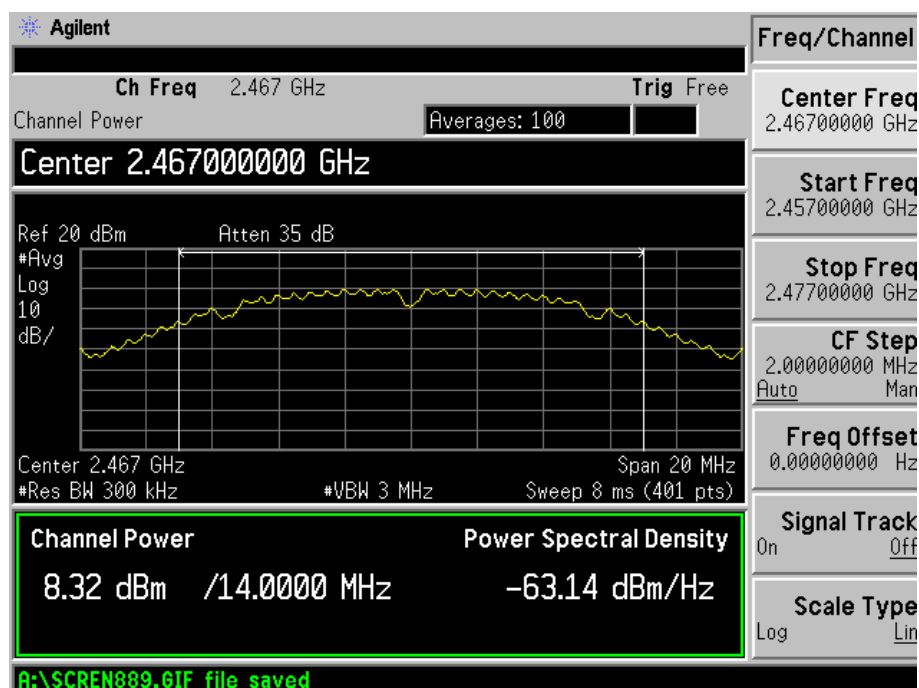 Agilent
Ch Freq 2.467 GHz Trig Free
Channel Power Averages: 100
Center 2.467000000 GHz
Ref 20 dBm Atten 35 dB
#Avg
Log
10
dB/
Center 2.467 GHz Span 20 MHz
#Res BW 300 kHz #VBW 3 MHz Sweep 8 ms (401 pts)
Channel Power Power Spectral Density
8.32 dBm /14.0000 MHz -63.14 dBm/Hz
A:\SCREN889.GIF file saved
Freq/Channel
Center Freq
2.46700000 GHz
Start Freq
2.45700000 GHz
Stop Freq
2.47700000 GHz
CF Step
2.00000000 MHz
Auto Man
Freq Offset
0.00000000 Hz
Signal Track
On Off
Scale Type
Log Lin